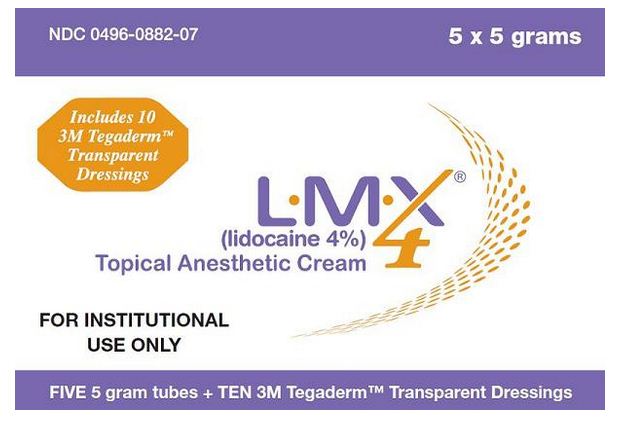 NDC 0496-0882-07
5 x 5 grams
Includes 10
3M Tegaderm™
Transparent
Dressings
L·M·X4®
(lidocaine 4%)
Topical Anesthetic Cream
FOR INSTITUTIONAL
USE ONLY
FIVE 5 gram tubes + TEN 3M Tegaderm™ Transparent Dressings